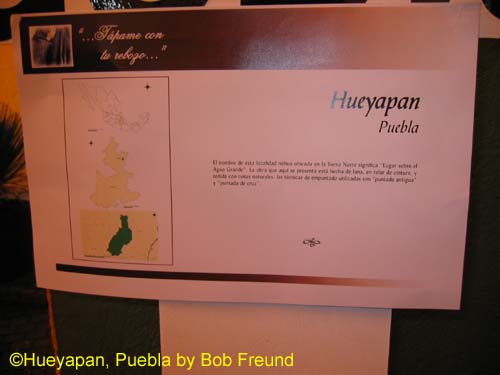 "...Tápame con
tu rebozo..."
Hueyapan
Puebla
El nombre de esta localidad nahua ubicada en la Sierra Norte significa "Lugar sobre el
Agua Grande". La obra que aquí se presenta está hecha de lana, en telar de cintura, y
teñida con tintes naturales; las técnicas de empuntado utilizadas son "puntada antigua"
y "puntada de cruz".
©Hueyapan, Puebla by Bob Freund